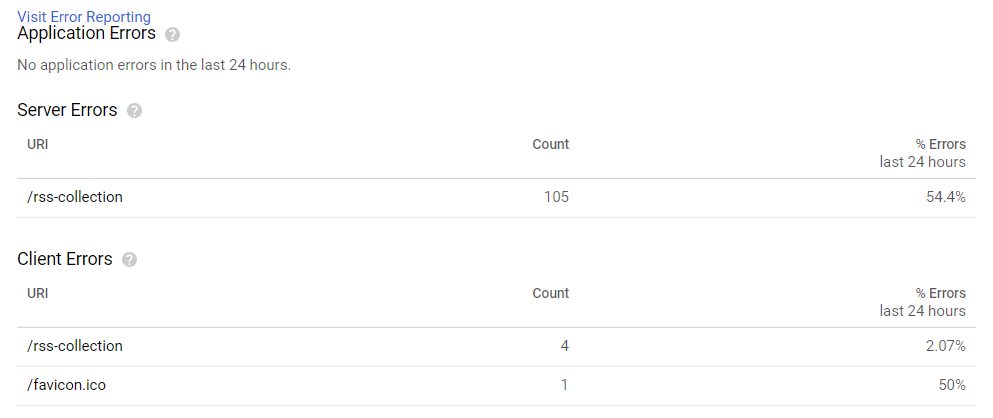 Visit Error Reporting
Application Errors ?
No application errors in the last 24 hours.
Server Errors ?
URI Count % Errors
last 24 hours
/rss-collection 105 54.4%
Client Errors ?
URI Count % Errors
last 24 hours
/rss-collection 4 2.07%
/favicon.ico 1 50%